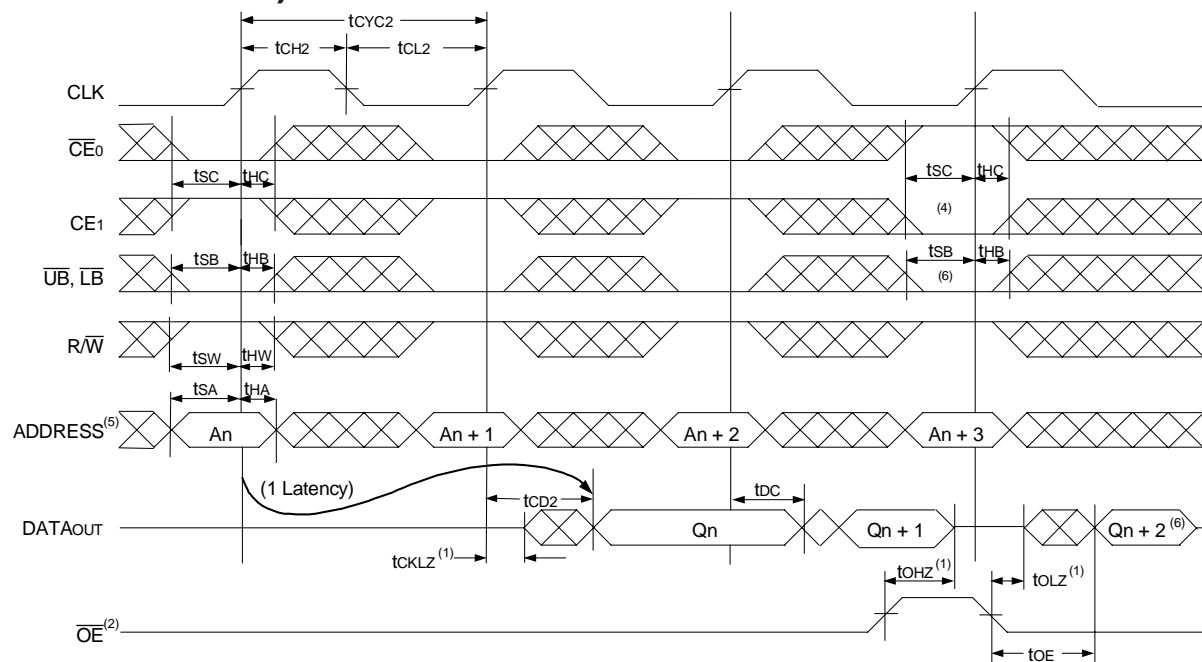 tCYC2
tCH2 tCL2
CLK
CE0
tSC tHC tSC tHC
CE1 (4)
tSB tHB tSB tHB
UB, LB (6)
R/W
tSW tHW
tSA tHA
ADDRESS(5) An An + 1 An + 2 An + 3
(1 Latency) tCD2 tDC
DATAOUT Qn Qn + 1 Qn + 2(6)
tCKLZ(1) tOHZ(1) tOLZ(1)
OE(2)
tOE